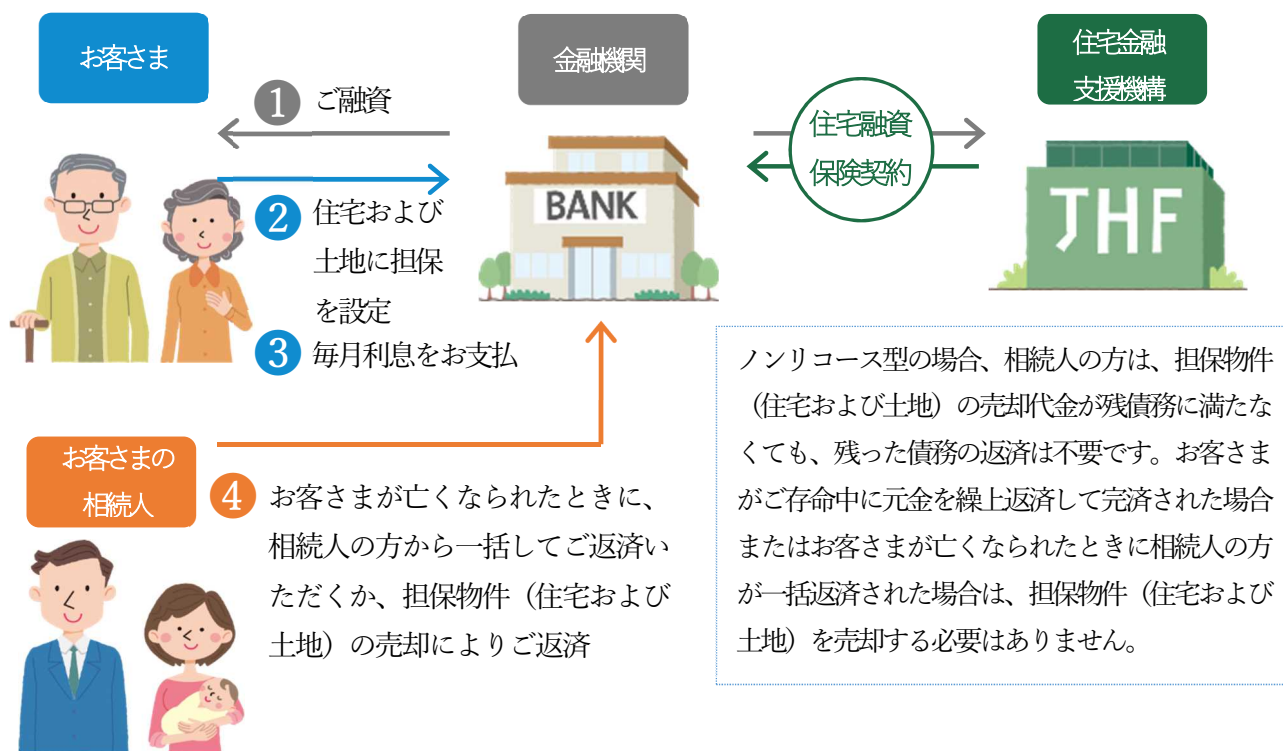 お客さま
金融機関
住宅金融
支援機構
1 ご融資
住宅融資
保険契約
BANK
JHF
2 住宅および
土地に担保
を設定
3 毎月利息をお支払
お客さまの
相続人
4 お客さまが亡くなられたときに、
相続人の方から一括してご返済い
ただくか、担保物件（住宅および
土地）の売却によりご返済
ノンリコース型の場合、相続人の方は、担保物件
（住宅および土地）の売却代金が残債務に満たな
くても、残った債務の返済は不要です。お客さま
がご存命中に元金を繰上返済して完済された場合
またはお客さまが亡くなられたときに相続人の方
が一括返済された場合は、担保物件（住宅および
土地）を売却する必要はありません。